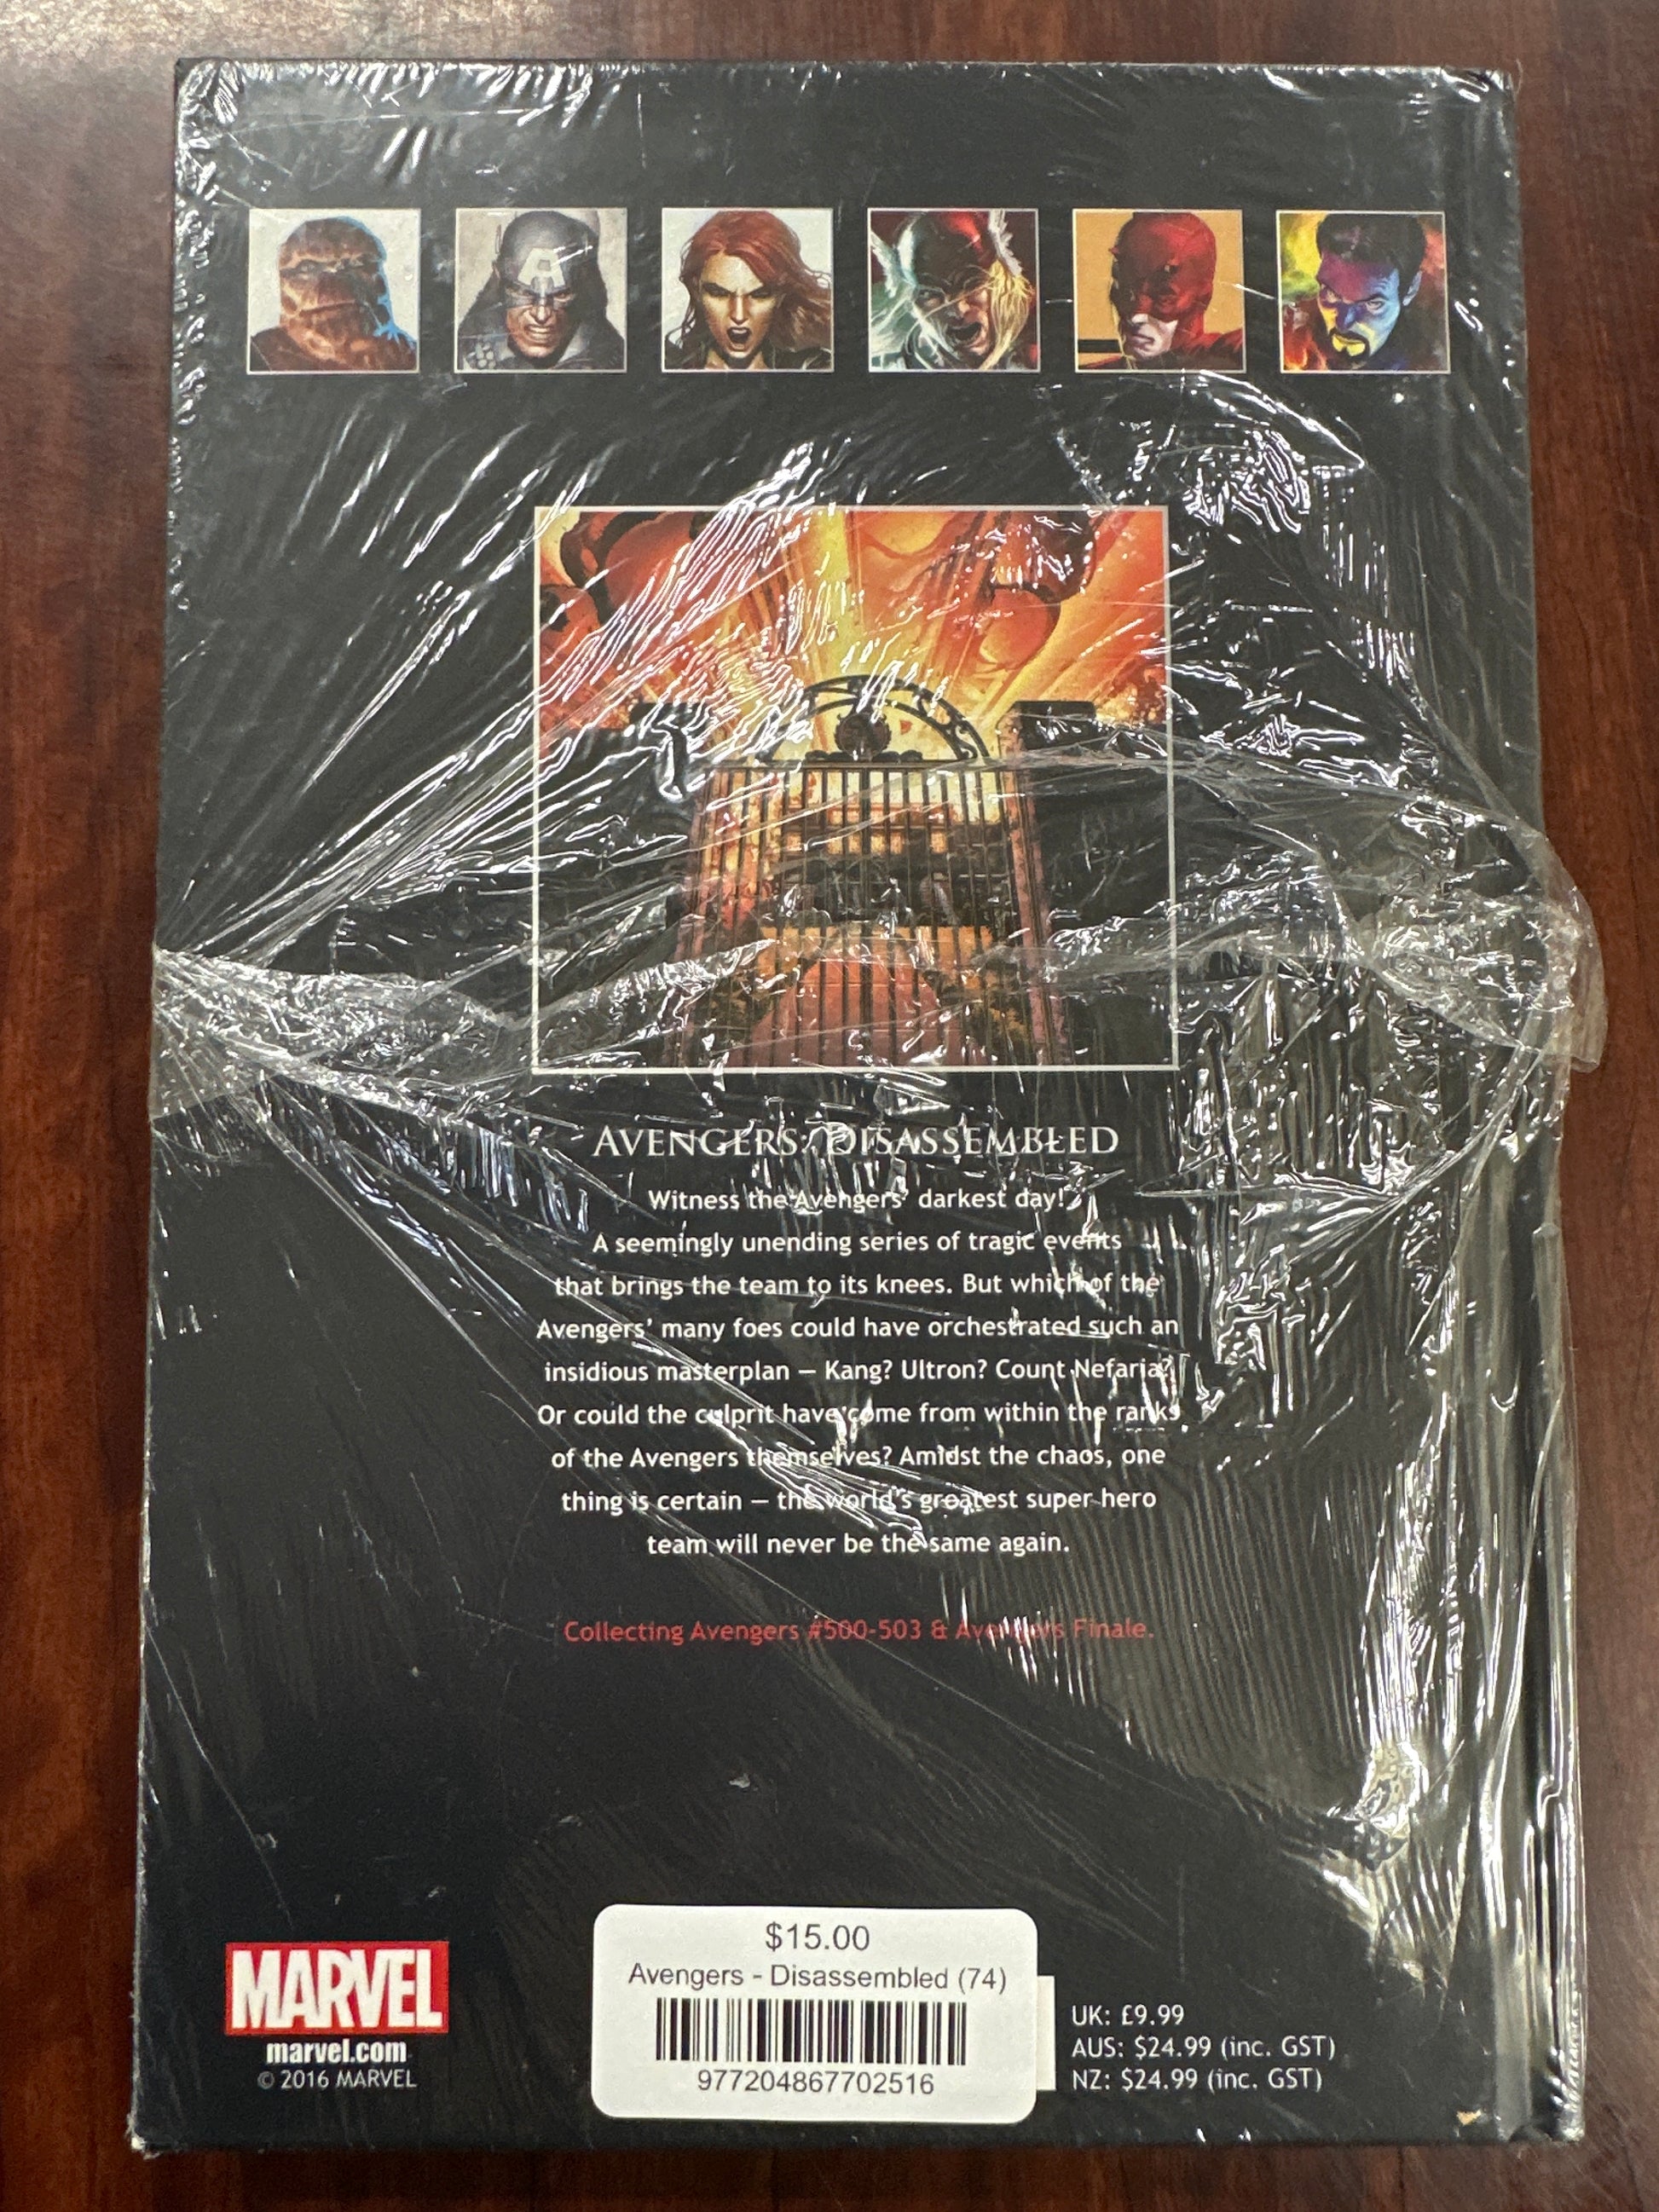 AVENGERS: DISASSEMBLED
Witness the Avengers' darkest day!
A seemingly unending series of tragic events
that brings the team to its knees. But which of the
Avengers' many foes could have orchestrated such an
insidious masterplan – Kang? Ultron? Count Nefaria?
Or could the culprit have come from within the ranks
of the Avengers themselves? Amidst the chaos, one
thing is certain – the world's greatest super hero
team will never be the same again.
Collecting Avengers #500-503 & Avengers Finale.
MARVEL
marvel.com
© 2016 MARVEL
$15.00
Avengers - Disassembled (74)
977204867702516
UK: £9.99
AUS: $24.99 (inc. GST)
NZ: $24.99 (inc. GST)